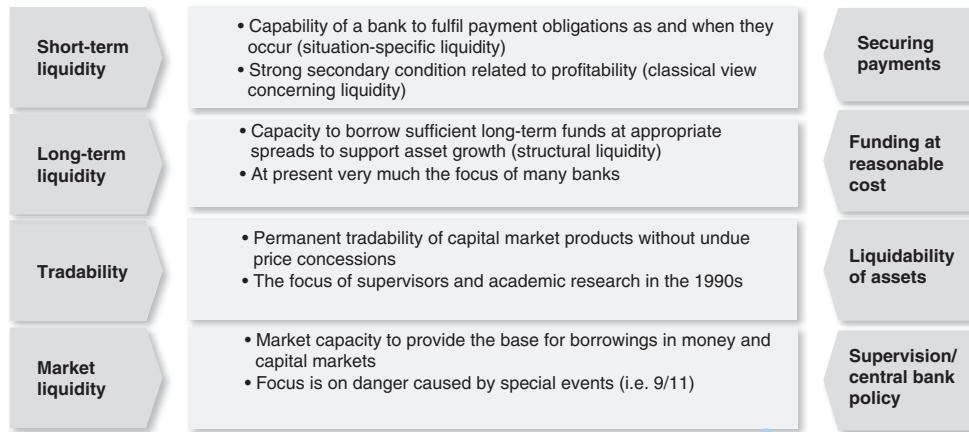 Short-term
liquidity
• Capability of a bank to fulfil payment obligations as and when they
occur (situation-specific liquidity)
• Strong secondary condition related to profitability (classical view
concerning liquidity)
Securing
payments
Long-term
liquidity
• Capacity to borrow sufficient long-term funds at appropriate
spreads to support asset growth (structural liquidity)
• At present very much the focus of many banks
Funding at
reasonable
cost
Tradability
• Permanent tradability of capital market products without undue
price concessions
• The focus of supervisors and academic research in the 1990s
Liquidability
of assets
Market
liquidity
• Market capacity to provide the base for borrowings in money and
capital markets
• Focus is on danger caused by special events (i.e. 9/11)
Supervision/
central bank
policy